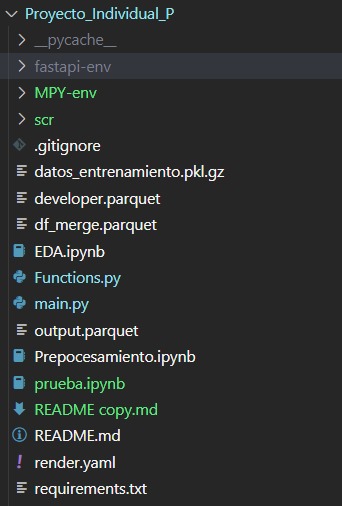 Proyecto_Individual_P
__pycache__
fastapi-env
MPY-env
scr
.gitignore
datos_entrenamiento.pkl.gz
developer.parquet
df_merge.parquet
EDA.ipynb
Functions.py
main.py
output.parquet
Prepocesamiento.ipynb
prueba.ipynb
README copy.md
README.md
render.yaml
requirements.txt